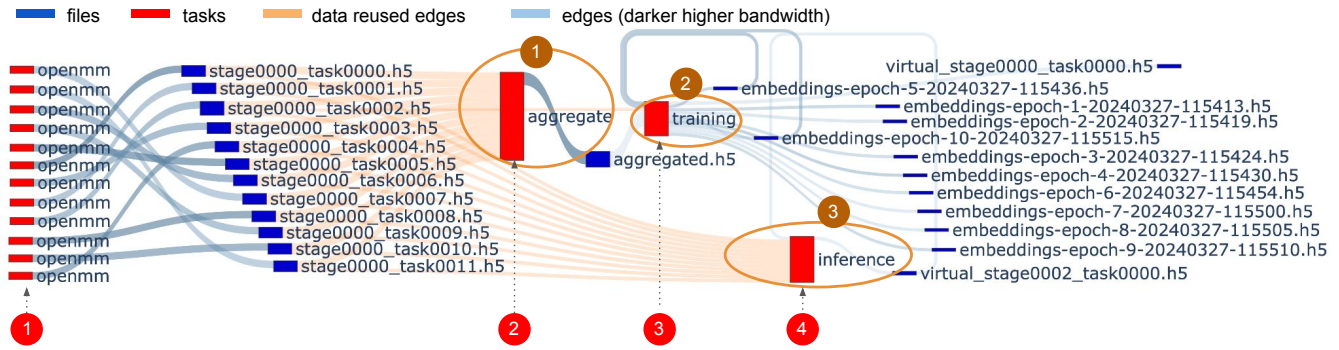 files tasks data reused edges edges (darker higher bandwidth)
openmm
openmm
openmm
openmm
openmm
openmm
openmm
openmm
openmm
openmm
openmm
openmm
stage0000_task0000.h5
stage0000_task0001.h5
stage0000_task0002.h5
stage0000_task0003.h5
stage0000_task0004.h5
stage0000_task0005.h5
stage0000_task0006.h5
stage0000_task0007.h5
stage0000_task0008.h5
stage0000_task0009.h5
stage0000_task0010.h5
stage0000_task0011.h5
1
aggregate
aggregated.h5
2
training
3
inference
virtual_stage0000_task0000.h5
embeddings-epoch-5-20240327-115436.h5
embeddings-epoch-1-20240327-115413.h5
embeddings-epoch-2-20240327-115419.h5
embeddings-epoch-10-20240327-115515.h5
embeddings-epoch-3-20240327-115424.h5
embeddings-epoch-4-20240327-115430.h5
embeddings-epoch-6-20240327-115454.h5
embeddings-epoch-7-20240327-115500.h5
embeddings-epoch-8-20240327-115505.h5
embeddings-epoch-9-20240327-115510.h5
virtual_stage0002_task0000.h5
1 2 3 4